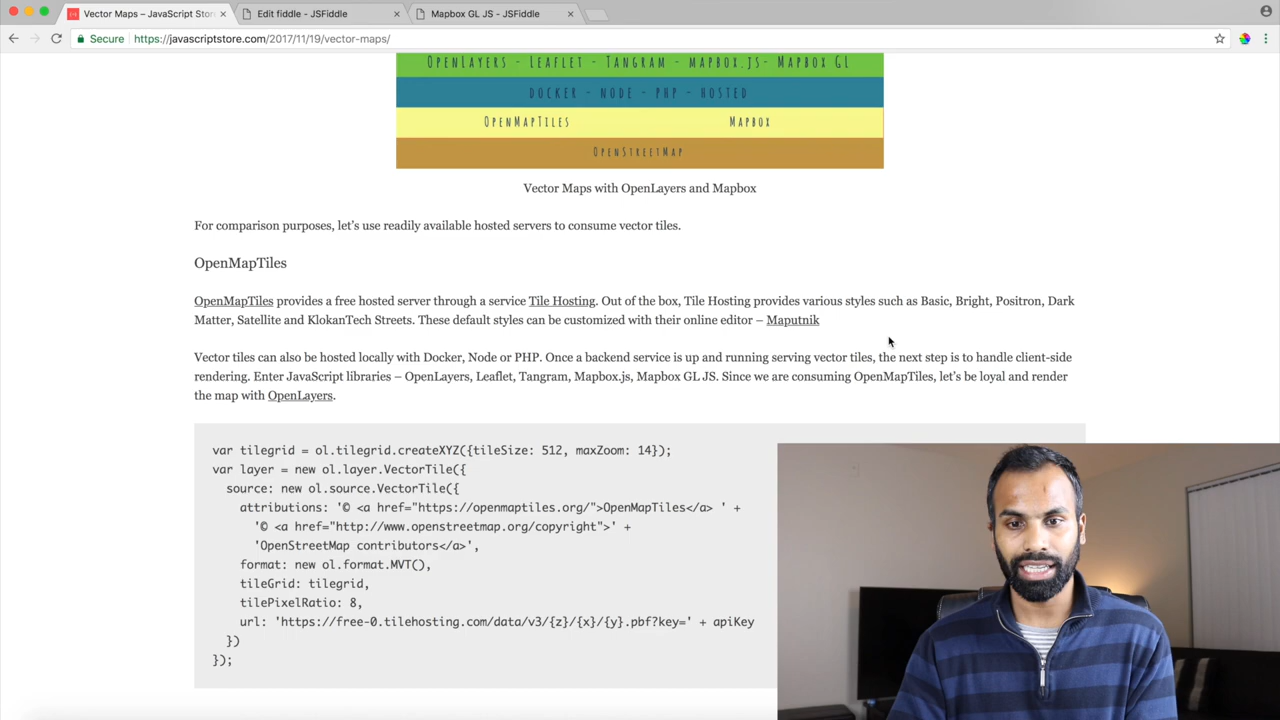 Vector Maps – JavaScript Stor
Edit fiddle - JSFiddle
Mapbox GL JS - JSFiddle
Secure
https://javascriptstore.com/2017/11/19/vector-maps/
OPENLAYERS - LEAFLET - TANGRAM - MAPBOX.JS- MAPBOX GL
DOCKER - NODE - PHP - HOSTED
OPENMAPTILES
MAPBOX
OPENSTREETMAP
Vector Maps with OpenLayers and Mapbox
For comparison purposes, let’s use readily available hosted servers to consume vector tiles.
OpenMapTiles
OpenMapTiles provides a free hosted server through a service Tile Hosting. Out of the box, Tile Hosting provides various styles such as Basic, Bright, Positron, Dark
Matter, Satellite and KlokanTech Streets. These default styles can be customized with their online editor – Maputnik
Vector tiles can also be hosted locally with Docker, Node or PHP. Once a backend service is up and running serving vector tiles, the next step is to handle client-side
rendering. Enter JavaScript libraries – OpenLayers, Leaflet, Tangram, Mapbox.js, Mapbox GL JS. Since we are consuming OpenMapTiles, let’s be loyal and render
the map with OpenLayers.
var tilegrid = ol.tilegrid.createXYZ({tileSize: 512, maxZoom: 14});
var layer = new ol.layer.VectorTile({
source: new ol.source.VectorTile({
attributions: '© <a href="https://openmaptiles.org/">OpenMapTiles</a> ' +
'© <a href="http://www.openstreetmap.org/copyright">' +
'OpenStreetMap contributors</a>',
format: new ol.format.MVT(),
tileGrid: tilegrid,
tilePixelRatio: 8,
url: 'https://free-0.tilehosting.com/data/v3/{z}/{x}/{y}.pbf?key=' + apiKey
})
});